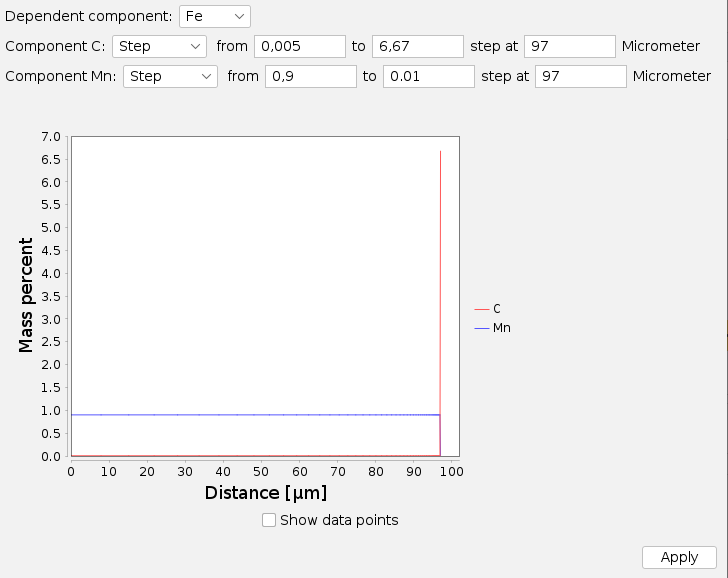 Dependent component: Fe
Component C: Step from 0,005 to 6,67 step at 97 Micrometer
Component Mn: Step from 0,9 to 0.01 step at 97 Micrometer
7.0
6.5
6.0
5.5
5.0
4.5
4.0
3.5
3.0
2.5
2.0
1.5
1.0
0.5
0.0
Mass percent
C
Mn
0 10 20 30 40 50 60 70 80 90 100
Distance [µm]
Show data points
Apply